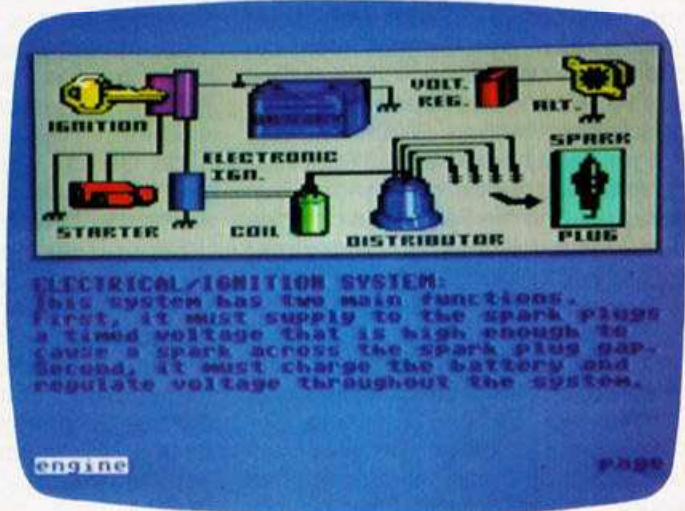 VOLT. REG.
BATTERY
IGNITION
ALT.
ELECTRONIC IGN.
SPARK
STARTER
COIL
DISTRIBUTOR
PLUG
ELECTRICAL/IGNITION SYSTEM:
This system has two main functions.
First, it must supply to the spark plugs
a timed voltage that is high enough to
cause a spark across the spark plug gap.
Second, it must charge the battery and
regulate voltage throughout the system.
engine page